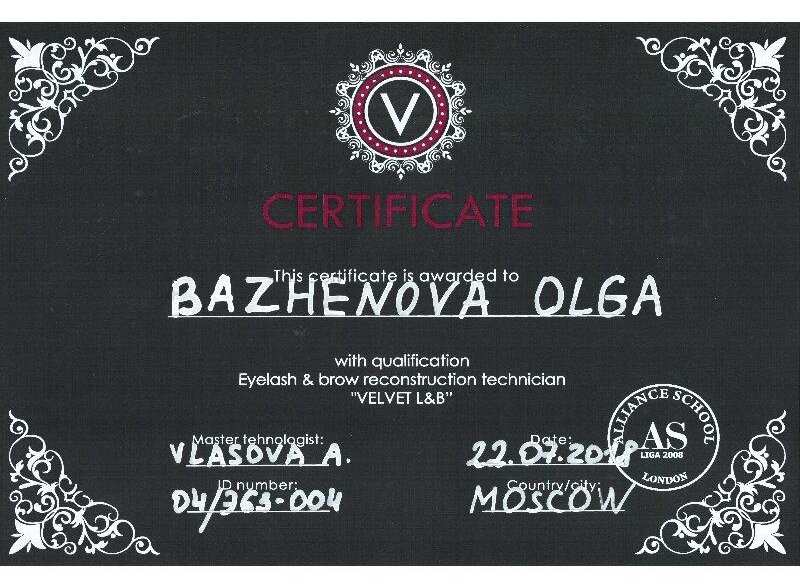 V
CERTIFICATE
This certificate is awarded to
BAZHENOVA OLGA
with qualification
Eyelash & brow reconstruction technician
"VELVET L&B"
Master tehnologist:
VLASOVA A.
Date:
22.07.2018
ID number:
04/363-004
Country/city:
MOSCOW
ALLIANCE SCHOOL
AS
LIGA 2008
LONDON